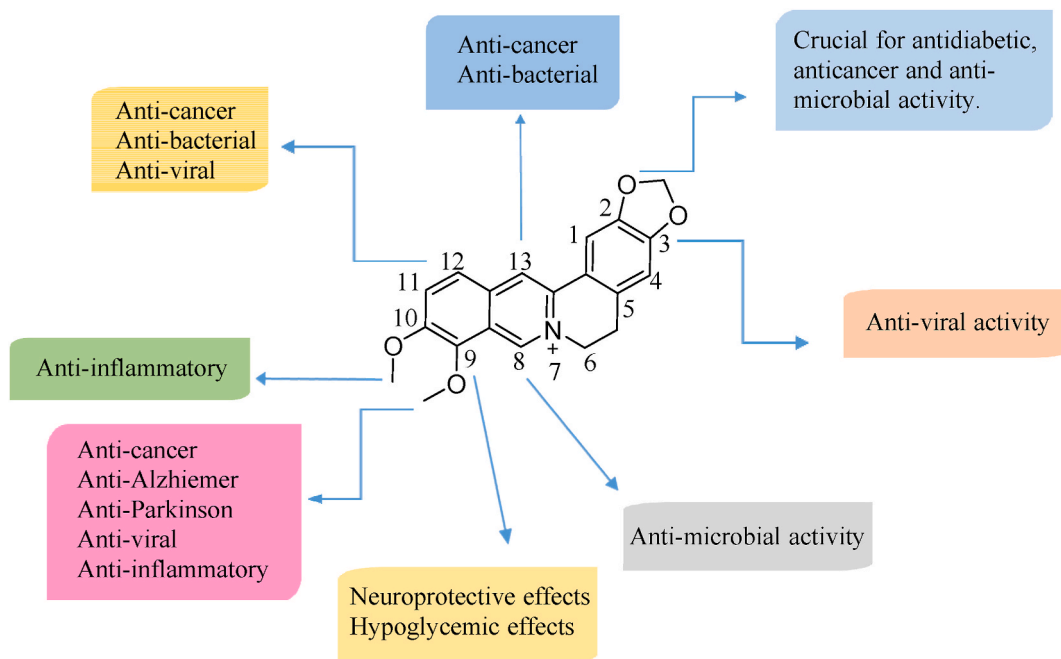 Anti-cancer
Anti-bacterial
Crucial for antidiabetic,
anticancer and anti-
microbial activity.
Anti-cancer
Anti-bacterial
Anti-viral
O
O
2
1
3
12
13
4
11
5
10
N
+
O
9
8
7
6
O
Anti-viral activity
Anti-inflammatory
Anti-cancer
Anti-Alzhiemer
Anti-Parkinson
Anti-viral
Anti-inflammatory
Anti-microbial activity
Neuroprotective effects
Hypoglycemic effects